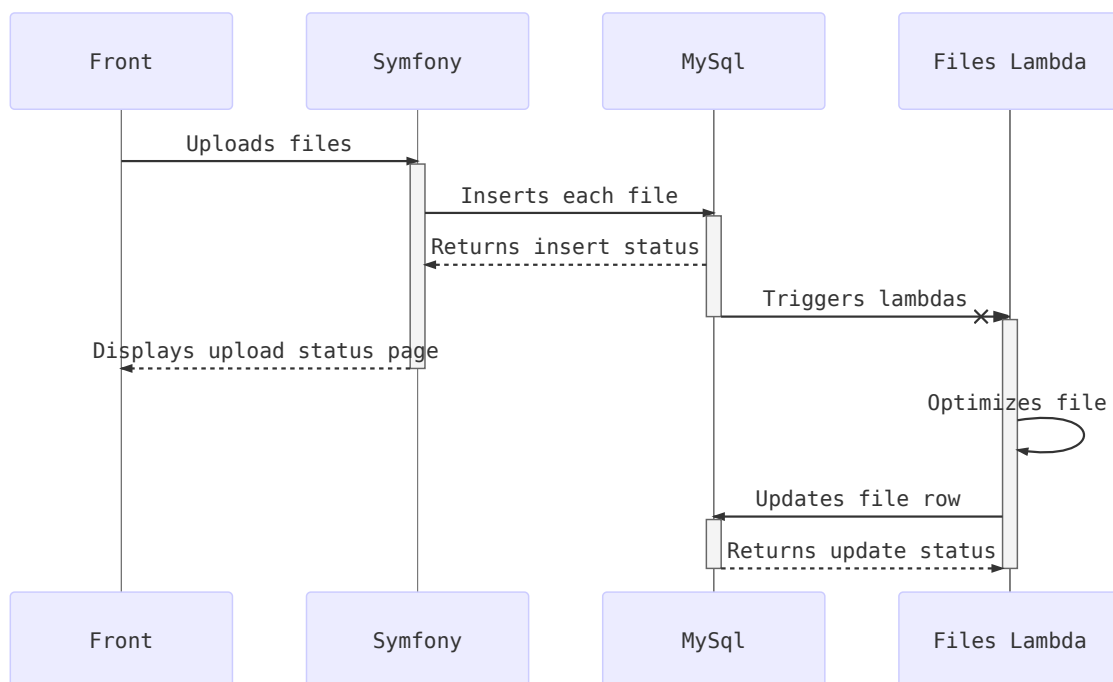 Front
Symfony
MySql
Files Lambda
Uploads files
Inserts each file
Returns insert status
Triggers lambdas
Displays upload status page
Optimizes file
Updates file row
Returns update status
Front
Symfony
MySql
Files Lambda